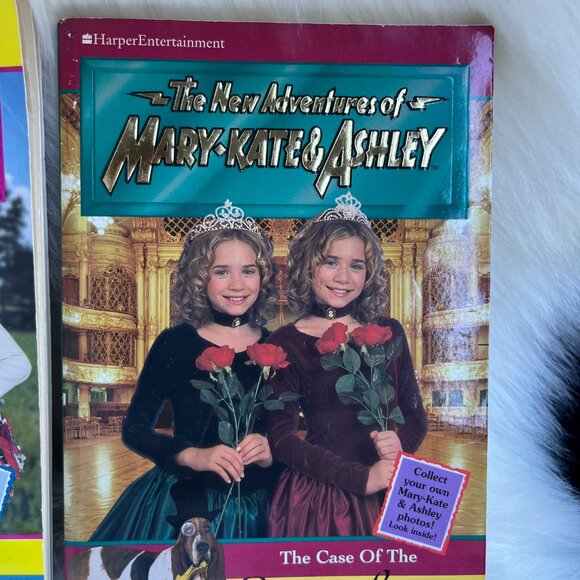 HarperEntertainment
The New Adventures of
MARY-KATE & ASHLEY™
Collect
your own
Mary-Kate
& Ashley
photos!
Look inside!
The Case Of The